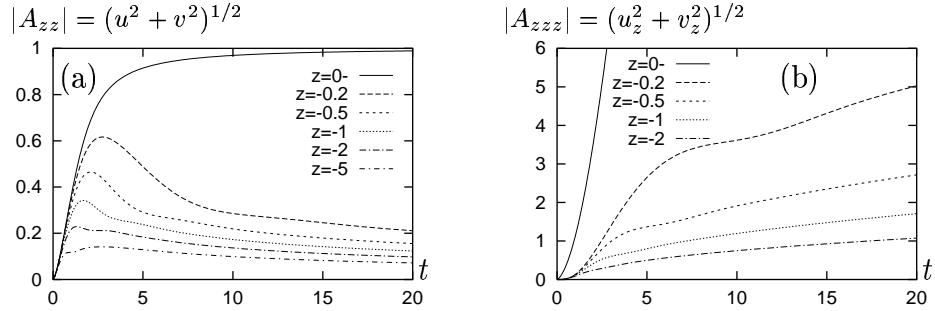 |A_{zz}| = (u^2 + v^2)^{1/2}
|A_{zzz}| = (u_z^2 + v_z^2)^{1/2}
(a)
1
0.8
0.6
0.4
0.2
0
z=0-
z=-0.2
z=-0.5
z=-1
z=-2
z=-5
0
5
10
15
20
t
(b)
6
5
4
3
2
1
0
z=0-
z=-0.2
z=-0.5
z=-1
z=-2
0
5
10
15
20
t